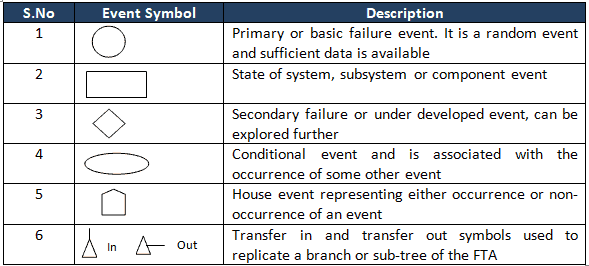 S.No Event Symbol Description
1 Primary or basic failure event. It is a random event
and sufficient data is available
2 State of system, subsystem or component event
3 Secondary failure or under developed event, can be
explored further
4 Conditional event and is associated with the
occurrence of some other event
5 House event representing either occurrence or non-
occurrence of an event
6 In Out Transfer in and transfer out symbols used to
replicate a branch or sub-tree of the FTA